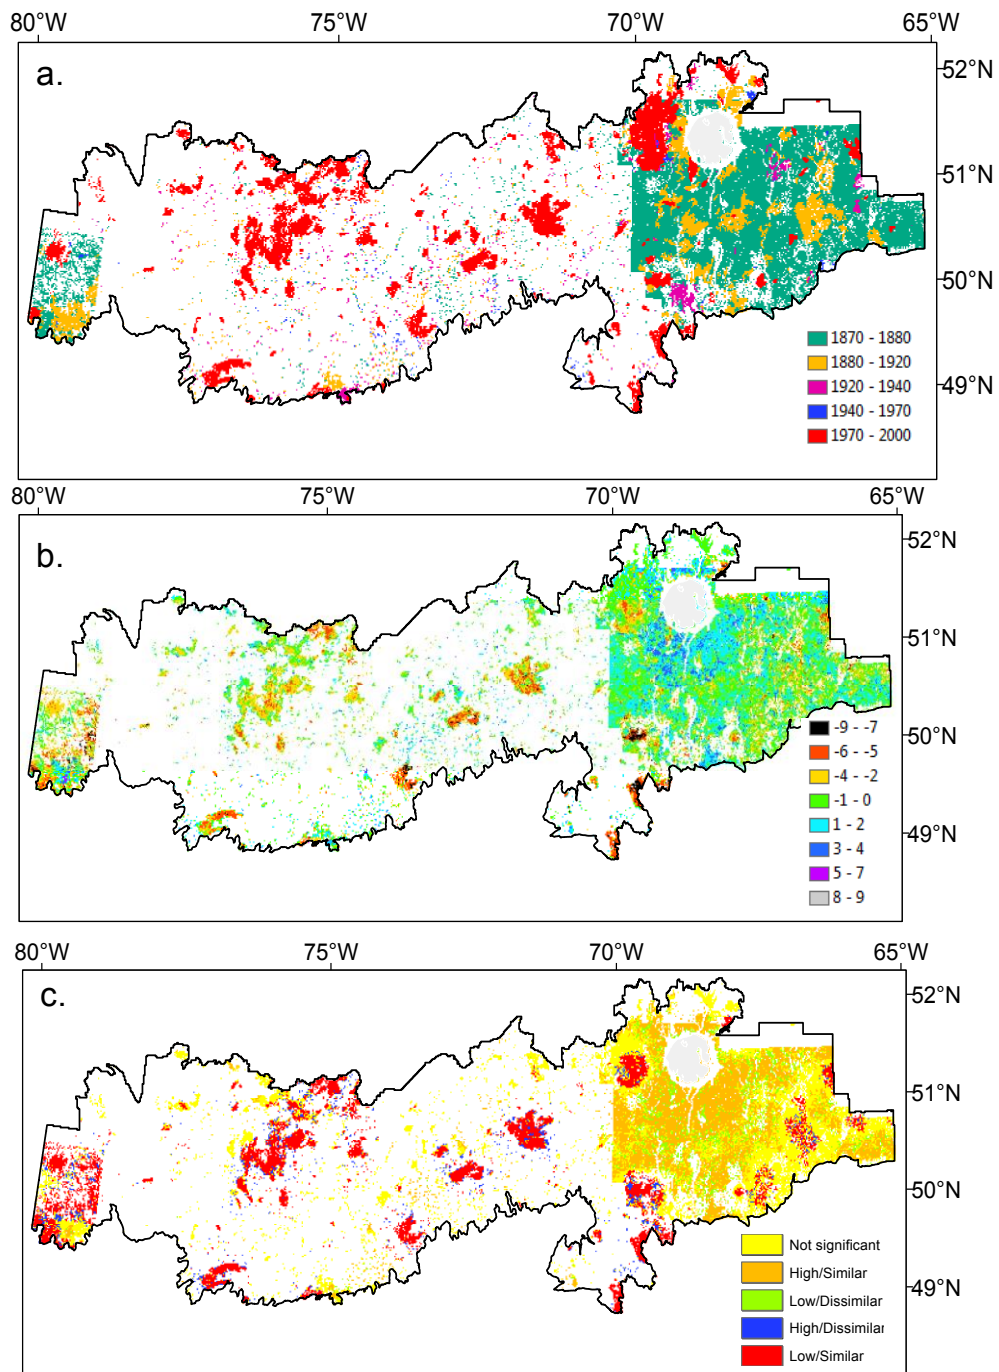 80°W 75°W 70°W 65°W
a.
52°N
51°N
50°N
49°N
1870 - 1880
1880 - 1920
1920 - 1940
1940 - 1970
1970 - 2000
80°W 75°W 70°W 65°W
b.
52°N
51°N
50°N
49°N
-9 - -7
-6 - -5
-4 - -2
-1 - 0
1 - 2
3 - 4
5 - 7
8 - 9
80°W 75°W 70°W 65°W
c.
52°N
51°N
50°N
49°N
Not significant
High/Similar
Low/Dissimilar
High/Dissimilar
Low/Similar